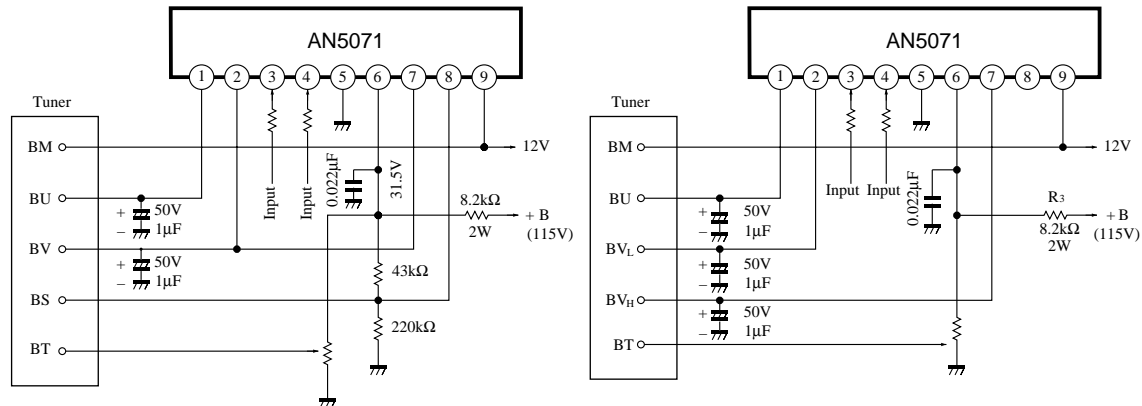 AN5071
1 2 3 4 5 6 7 8 9
Tuner
BM
12V
BU
+
−
50V
1μF
Input
Input
0.022μF
31.5V
8.2kΩ
2W
+ B
(115V)
BV
+
−
50V
1μF
43kΩ
BS
220kΩ
BT
AN5071
1 2 3 4 5 6 7 8 9
Tuner
BM
12V
BU
+
−
50V
1μF
Input
Input
0.022μF
R3
8.2kΩ
2W
+ B
(115V)
BVL
+
−
50V
1μF
BVH
+
−
50V
1μF
BT